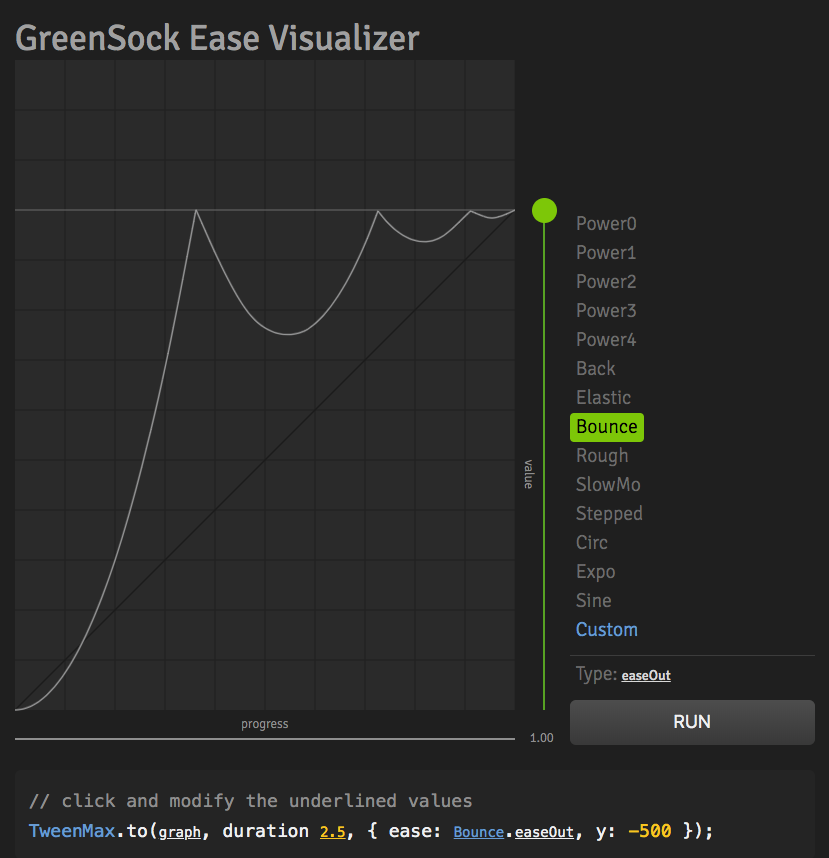 GreenSock Ease Visualizer
Power0
Power1
Power2
Power3
Power4
Back
Elastic
Bounce
Rough
SlowMo
Stepped
Circ
Expo
Sine
Custom
value
Type: easeOut
progress
1.00
RUN
// click and modify the underlined values
TweenMax.to(graph, duration 2.5, { ease: Bounce.easeOut, y: -500 });